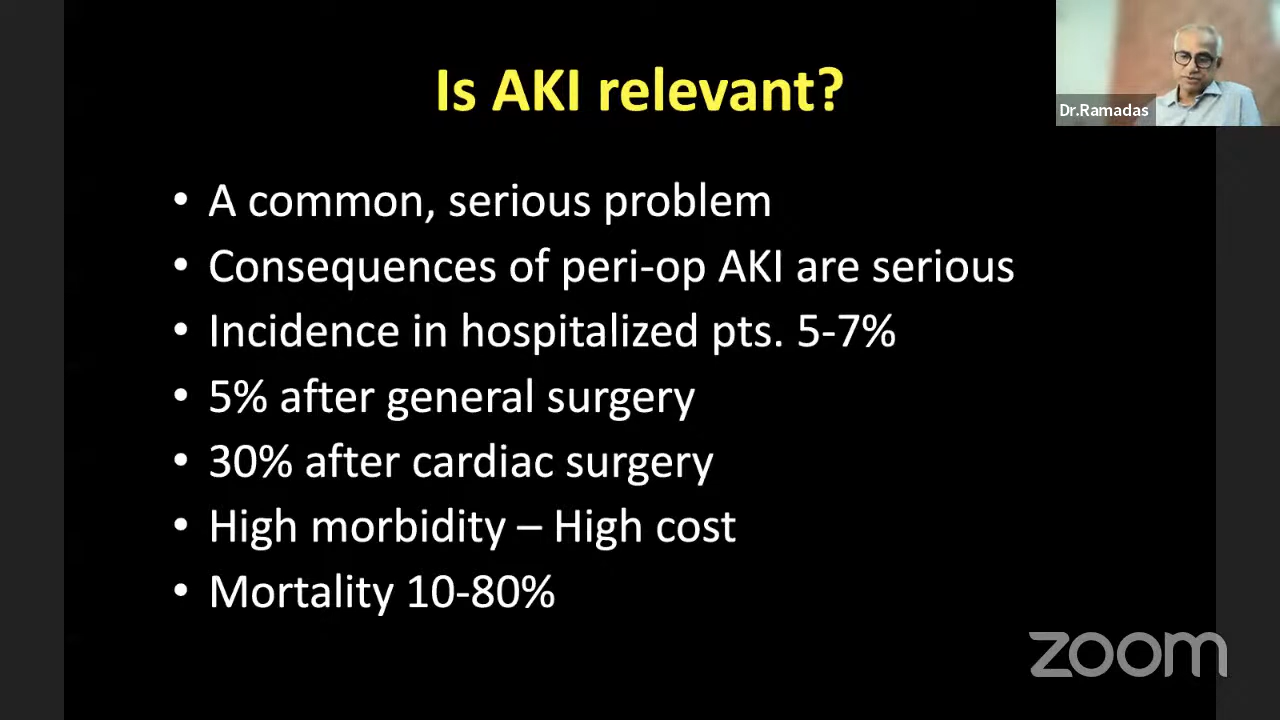 Is AKI relevant?
Dr.Ramadas
• A common, serious problem
• Consequences of peri-op AKI are serious
• Incidence in hospitalized pts. 5-7%
• 5% after general surgery
• 30% after cardiac surgery
• High morbidity – High cost
• Mortality 10-80%
zoom